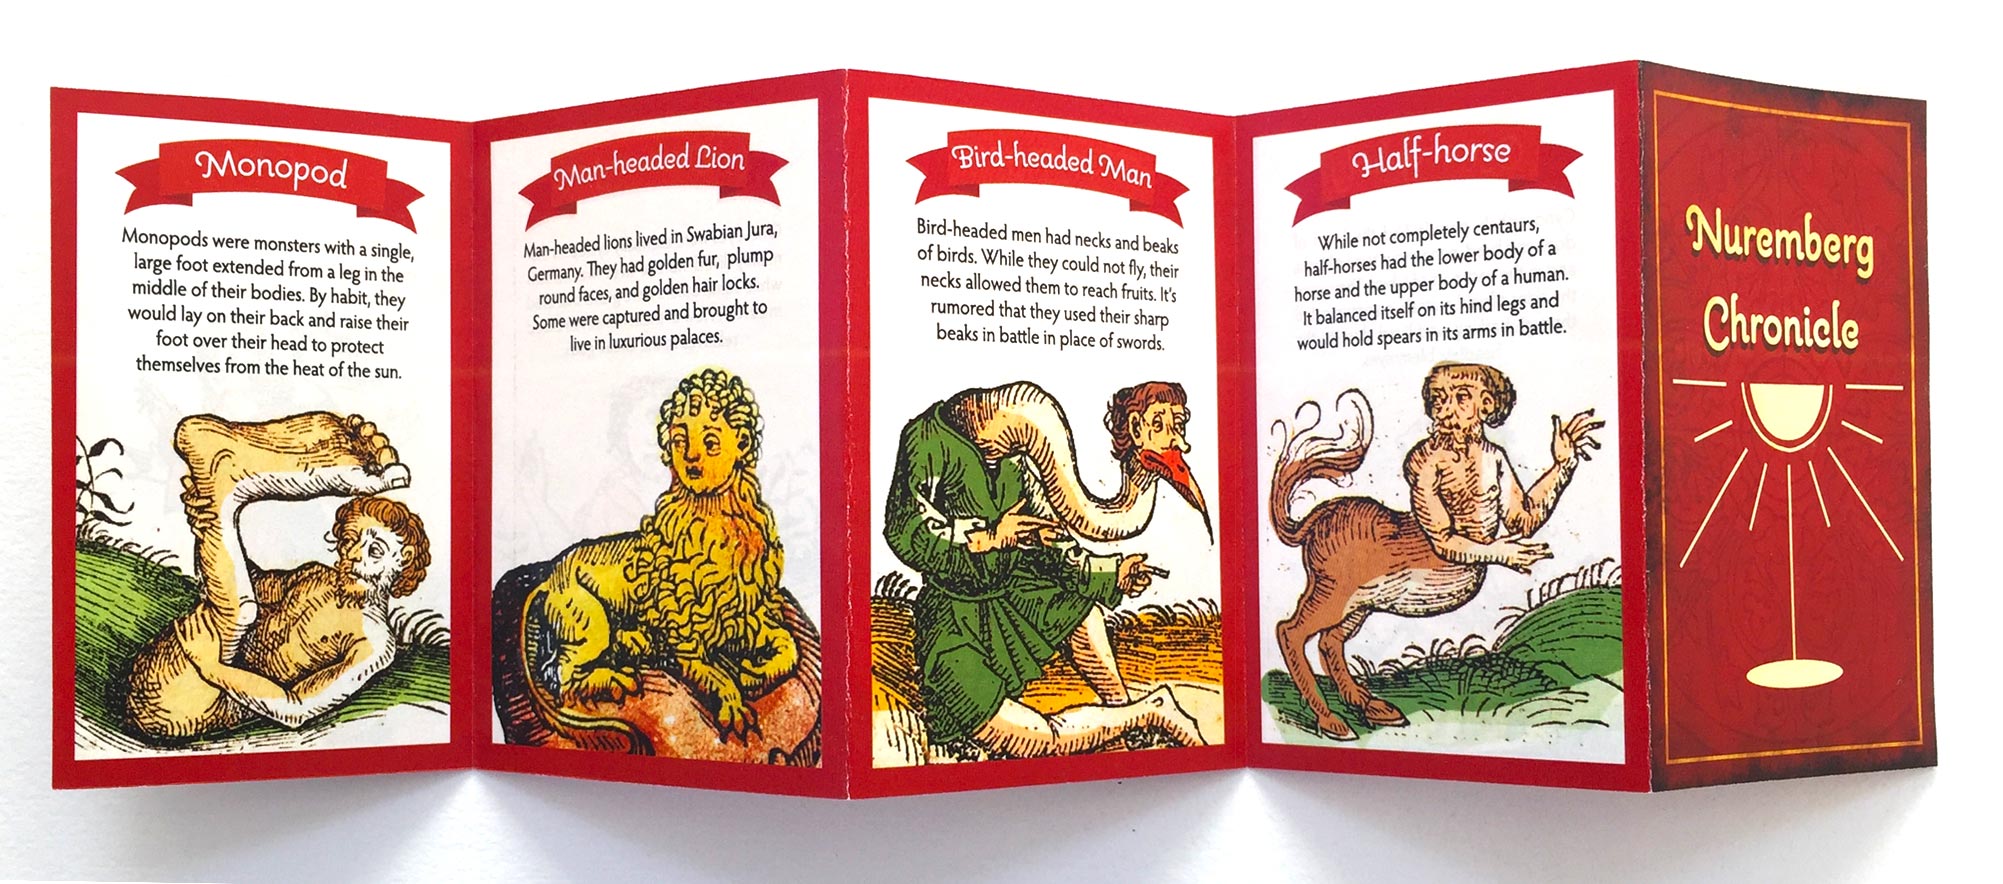 Monopod
Monopods were monsters with a single,
large foot extended from a leg in the
middle of their bodies. By habit, they
would lay on their back and raise their
foot over their head to protect
themselves from the heat of the sun.
Man-headed Lion
Man-headed lions lived in Swabian Jura,
Germany. They had golden fur, plump
round faces, and golden hair locks.
Some were captured and brought to
live in luxurious palaces.
Bird-headed Man
Bird-headed men had necks and beaks
of birds. While they could not fly, their
necks allowed them to reach fruits. It's
rumored that they used their sharp
beaks in battle in place of swords.
Half-horse
While not completely centaurs,
half-horses had the lower body of a
horse and the upper body of a human.
It balanced itself on its hind legs and
would hold spears in its arms in battle.
Nuremberg
Chronicle